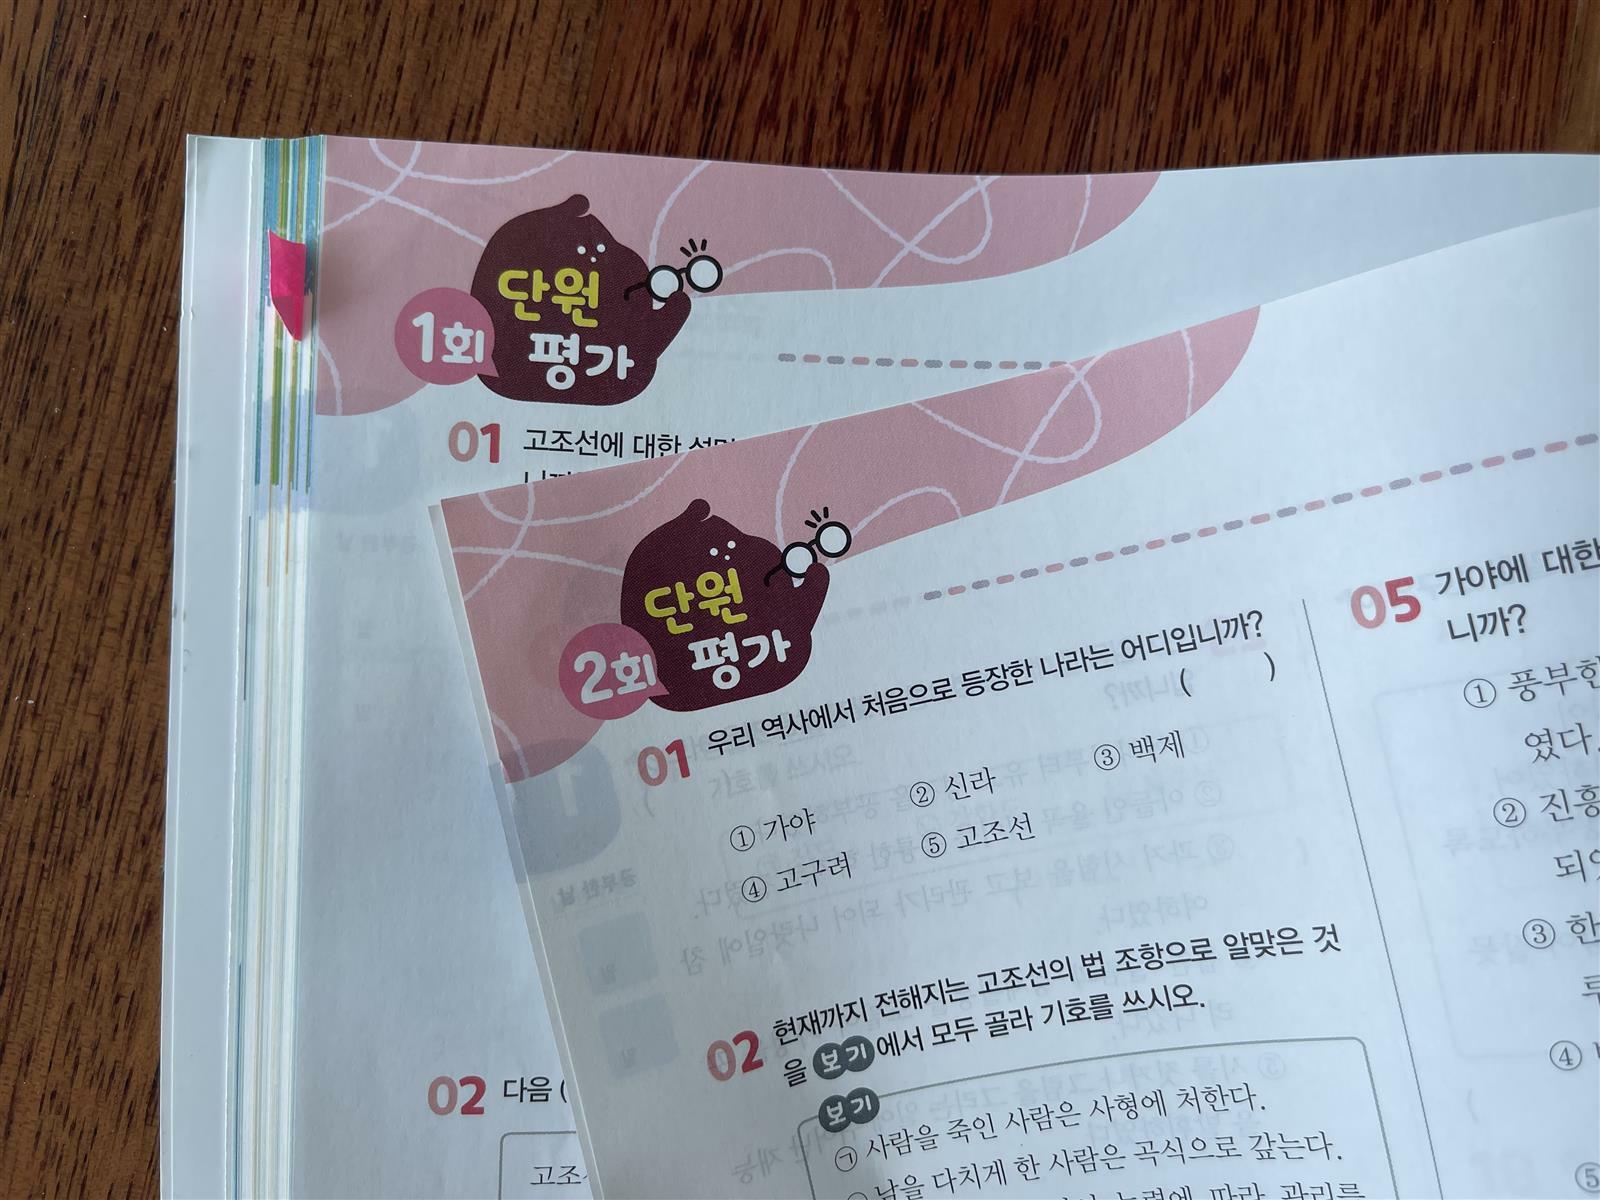 단원
1회 평가
01 고조선에 대한
단원
2회 평가
01 우리 역사에서 처음으로 등장한 나라는 어디입니까?
( )
① 가야 ② 신라 ③ 백제
④ 고구려 ⑤ 고조선
02 현재까지 전해지는 고조선의 법 조항으로 알맞은 것
을 보기에서 모두 골라 기호를 쓰시오.
보기
㉠ 사람을 죽인 사람은 사형에 처한다.
남을 다치게 한 사람은 곡식으로 갚는다.
05 가야에 대한
니까?
① 풍부한
였다.
② 진흥
③ 한
④
⑤
02 다음 (
고조